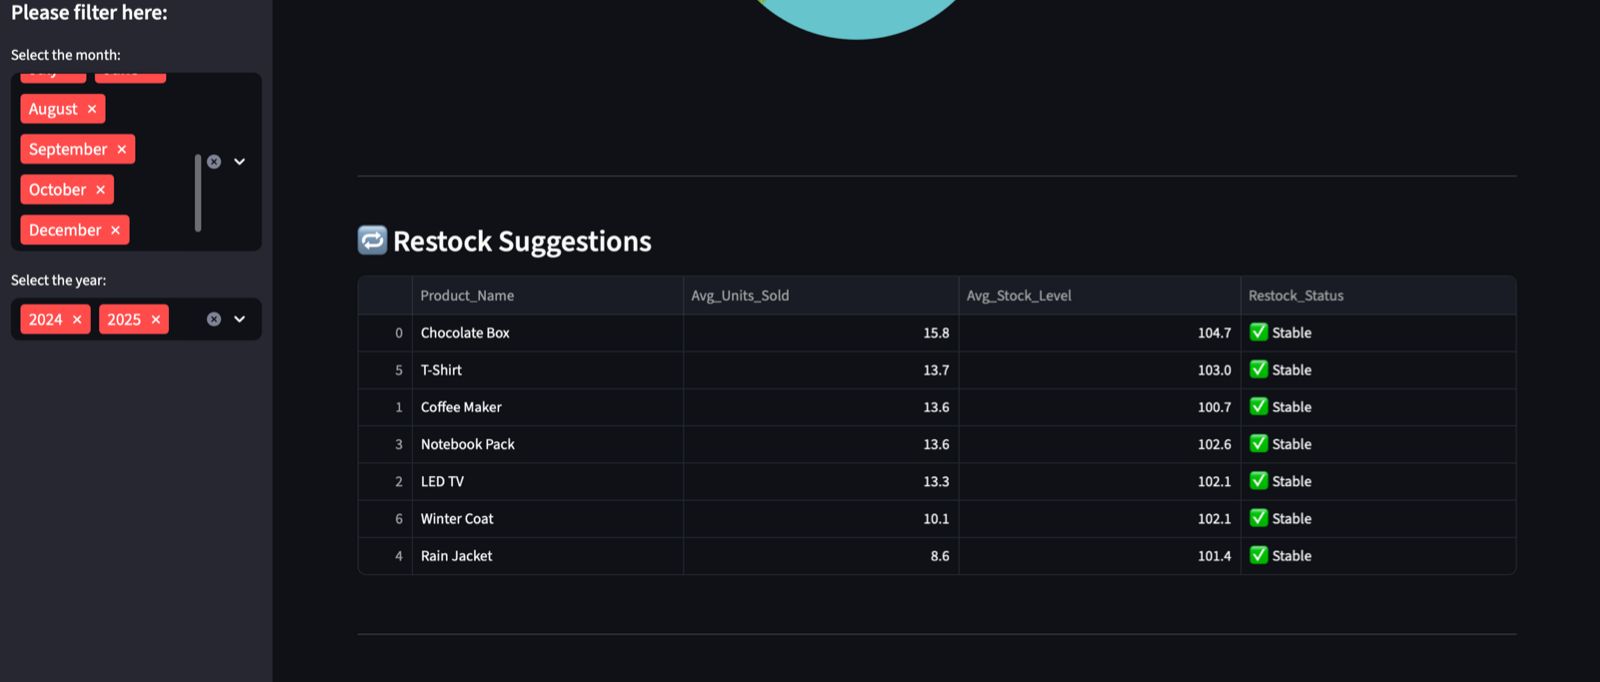 Please filter here:
Select the month:
August
September
October
December
Select the year:
2024 2025
Restock Suggestions
Product_Name Avg_Units_Sold Avg_Stock_Level Restock_Status
0 Chocolate Box 15.8 104.7 Stable
5 T-Shirt 13.7 103.0 Stable
1 Coffee Maker 13.6 100.7 Stable
3 Notebook Pack 13.6 102.6 Stable
2 LED TV 13.3 102.1 Stable
6 Winter Coat 10.1 102.1 Stable
4 Rain Jacket 8.6 101.4 Stable